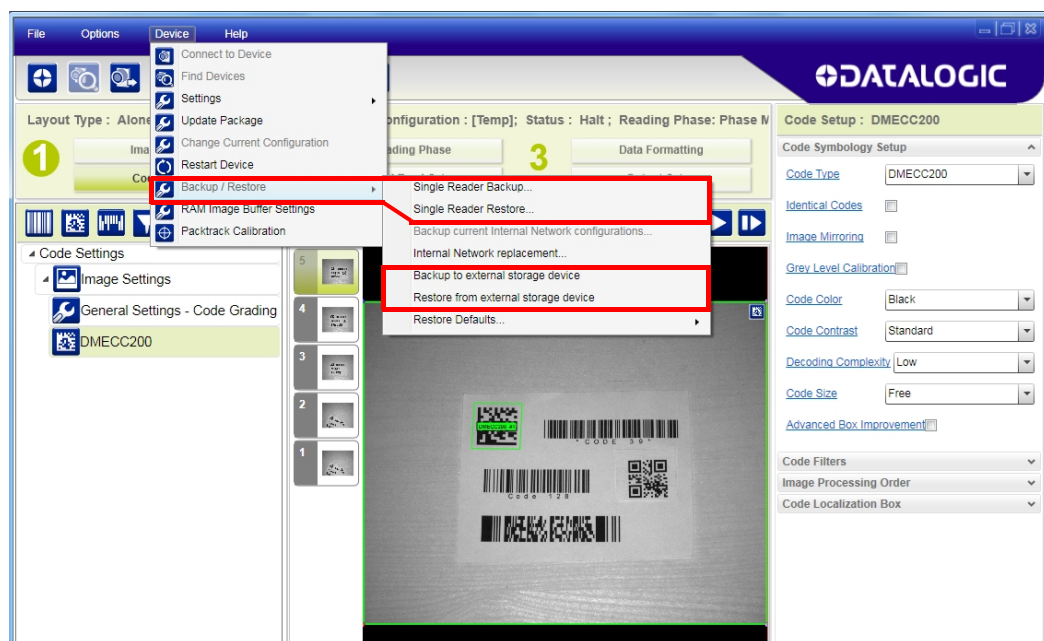 File Options Device Help
DATALOGIC
Connect to Device
Find Devices
Settings
Update Package
Change Current Configuration
Restart Device
Backup / Restore
RAM Image Buffer Settings
Packtrack Calibration
Single Reader Backup...
Single Reader Restore...
Backup current Internal Network configurations...
Internal Network replacement...
Backup to external storage device
Restore from external storage device
Restore Defaults...
Layout Type : Alone
onfiguration : [Temp]; Status : Halt ; Reading Phase: Phase M
1
Ima
Co
ading Phase
3
Data Formatting
Code Settings
Image Settings
General Settings - Code Grading
DMECC200
5
4
3
2
1
DMECC200
"CODE 39"
Code 128
Code Setup : DMECC200
Code Symbology Setup
Code Type DMECC200
Identical Codes
Image Mirroring
Grey Level Calibration
Code Color Black
Code Contrast Standard
Decoding Complexity Low
Code Size Free
Advanced Box Improvement
Code Filters
Image Processing Order
Code Localization Box